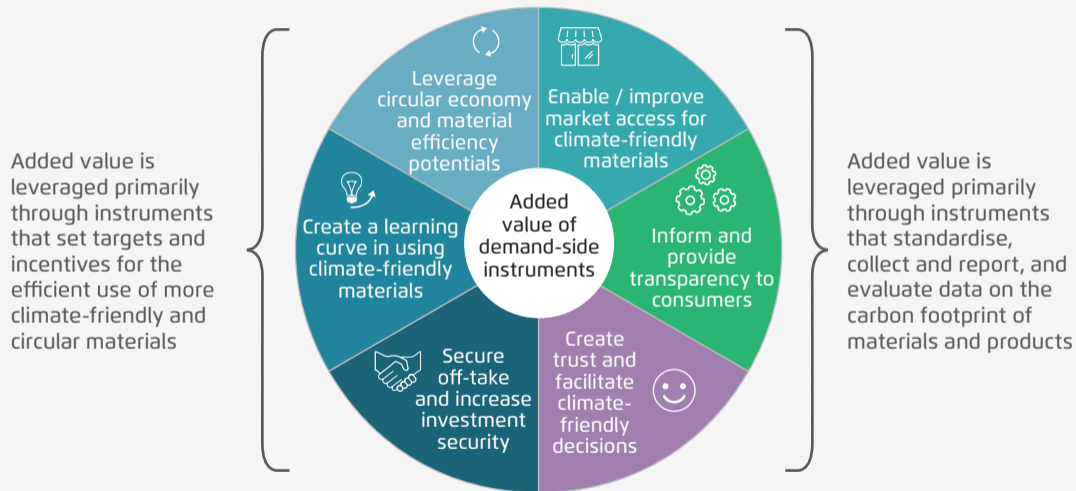 Added value is
leveraged primarily
through instruments
that set targets and
incentives for the
efficient use of more
climate-friendly and
circular materials
Leverage
circular economy
and material
efficiency
potentials
Enable / improve
market access for
climate-friendly
materials
Create a learning
curve in using
climate-friendly
materials
Added
value of
demand-side
instruments
Inform and
provide
transparency to
consumers
Secure
off-take
and increase
investment
security
Create
trust and
facilitate
climate-
friendly
decisions
Added value is
leveraged primarily
through instruments
that standardise,
collect and report, and
evaluate data on the
carbon footprint of
materials and products